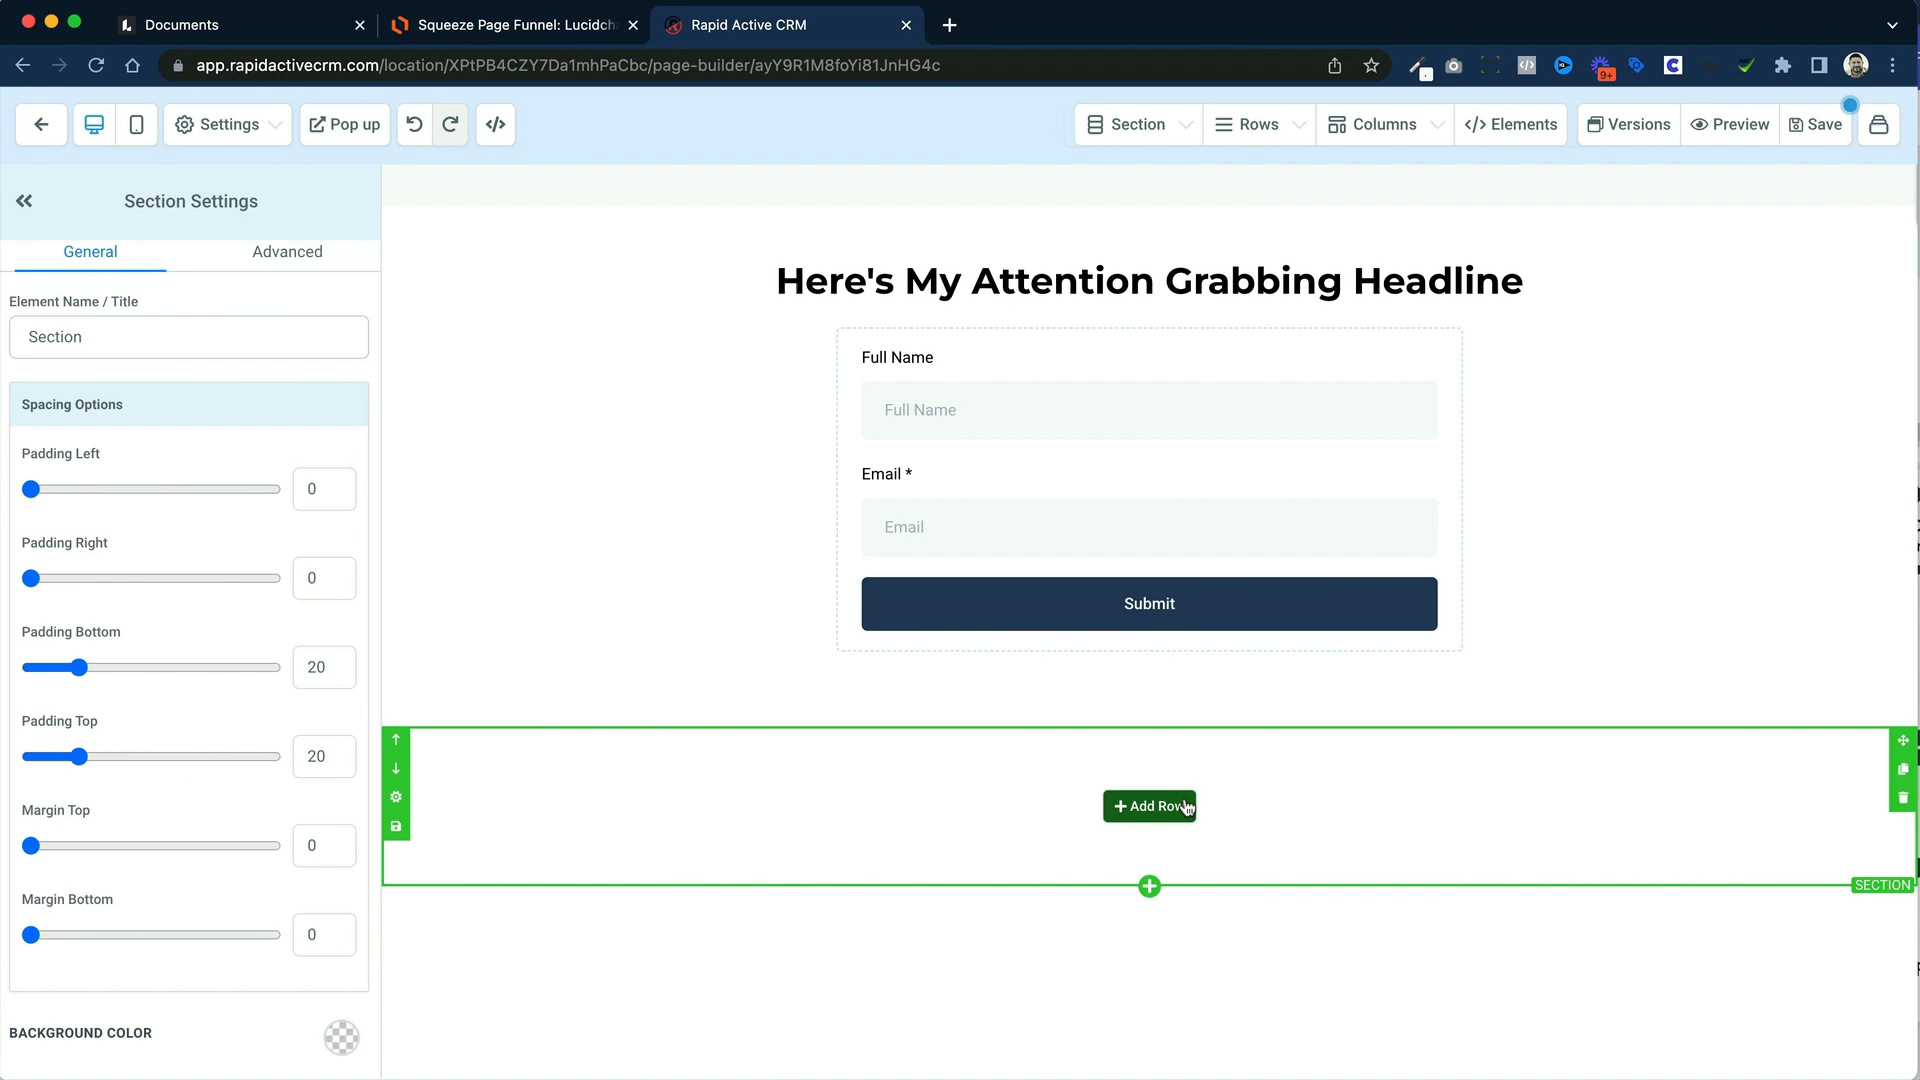 Documents
Squeeze Page Funnel: Lucidch
Rapid Active CRM
app.rapidactivecrm.com/location/XPtPB4CZY7Da1mhPaCbc/page-builder/ayY9R1M8foYi81JnHG4c
9+
Settings
Pop up
Section
Rows
Columns
</> Elements
Versions
Preview
Save
Section Settings
General
Advanced
Element Name / Title
Section
Spacing Options
Padding Left
0
Padding Right
0
Padding Bottom
20
Padding Top
20
Margin Top
0
Margin Bottom
0
BACKGROUND COLOR
Here's My Attention Grabbing Headline
Full Name
Full Name
Email *
Email
Submit
+ Add Row
SECTION